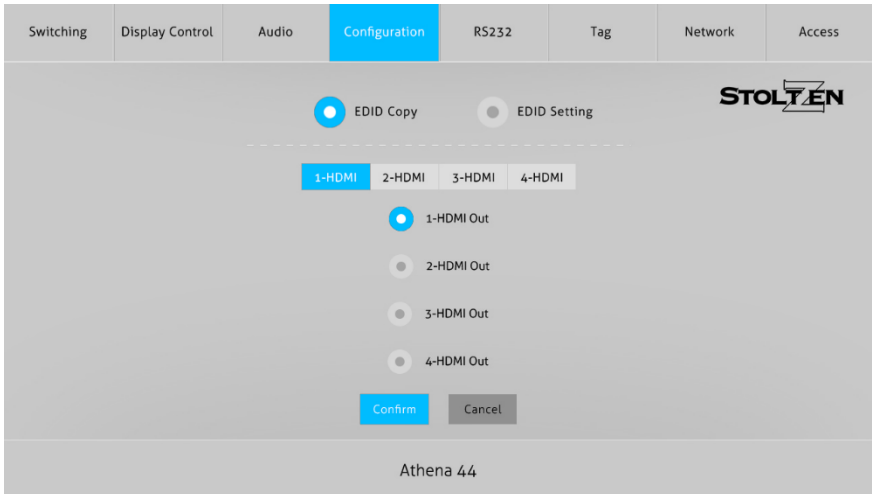 Switching Display Control Audio Configuration RS232 Tag Network Access
STOLTZEN
EDID Copy EDID Setting
1-HDMI 2-HDMI 3-HDMI 4-HDMI
1-HDMI Out
2-HDMI Out
3-HDMI Out
4-HDMI Out
Confirm Cancel
Athena 44